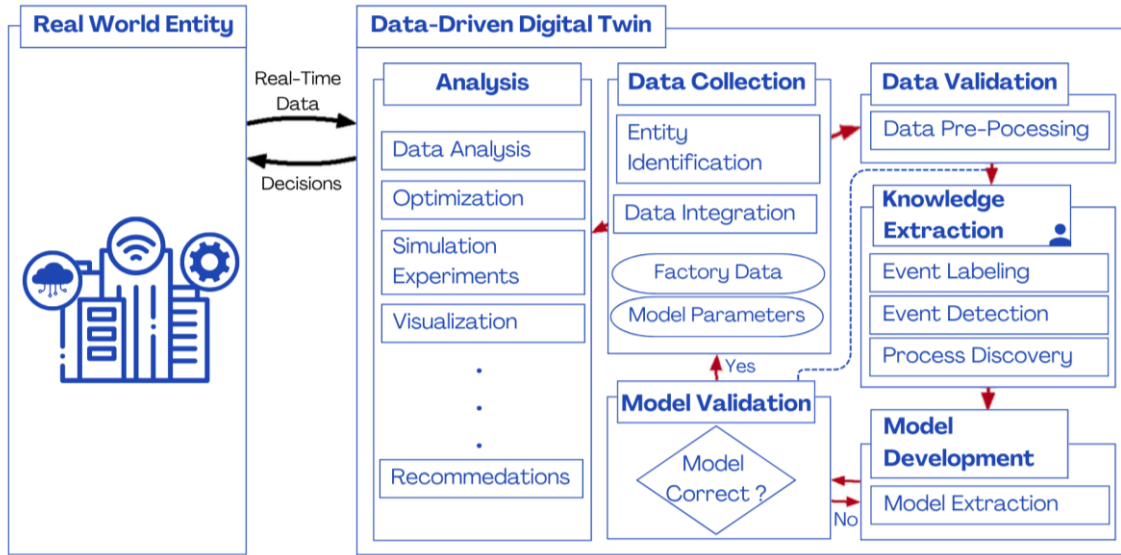 Real World Entity
Real-Time
Data
Decisions
Data-Driven Digital Twin
Analysis
Data Analysis
Optimization
Simulation
Experiments
Visualization
.
.
.
Recommedations
Data Collection
Entity
Identification
Data Integration
Factory Data
Model Parameters
Yes
Model Validation
Model
Correct ?
No
Data Validation
Data Pre-Pocessing
Knowledge
Extraction
Event Labeling
Event Detection
Process Discovery
Model
Development
Model Extraction